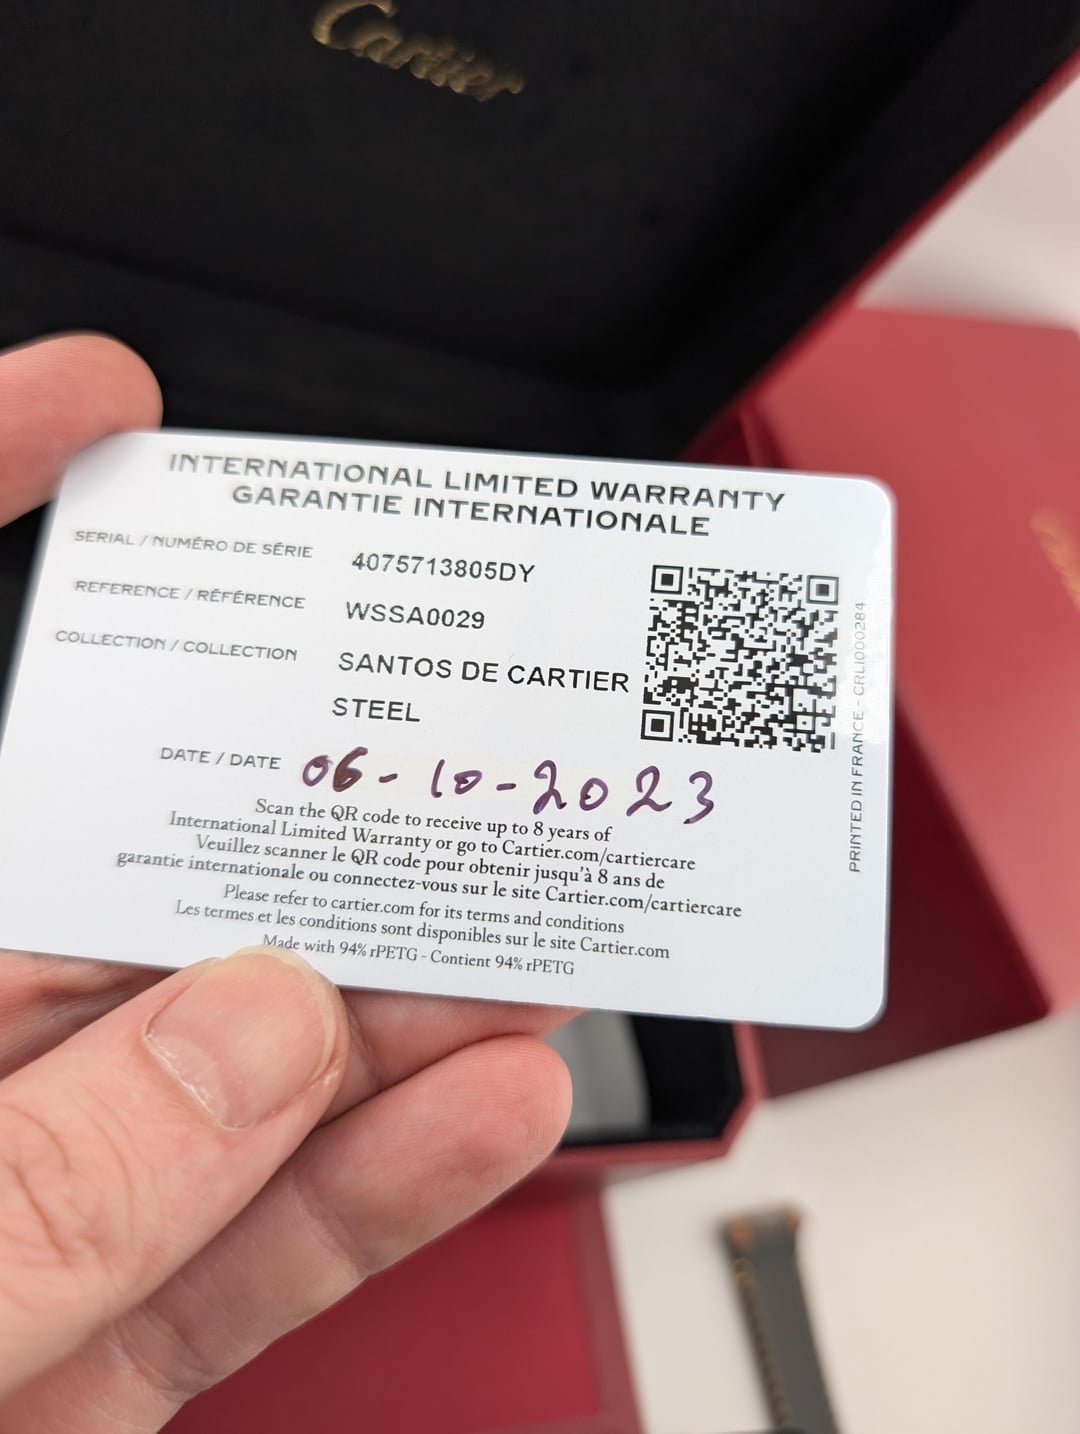 Cartier
INTERNATIONAL LIMITED WARRANTY
GARANTIE INTERNATIONALE
SERIAL / NUMÉRO DE SÉRIE 4075713805DY
REFERENCE / RÉFÉRENCE WSSA0029
COLLECTION / COLLECTION SANTOS DE CARTIER
STEEL
DATE / DATE 06-10-2023
Scan the QR code to receive up to 8 years of
International Limited Warranty or go to Cartier.com/cartiercare
Veuillez scanner le QR code pour obtenir jusqu'à 8 ans de
garantie internationale ou connectez-vous sur le site Cartier.com/cartiercare
Please refer to cartier.com for its terms and conditions
Les termes et les conditions sont disponibles sur le site Cartier.com
Made with 94% rPETG - Contient 94% rPETG
PRINTED IN FRANCE - CRLI000284